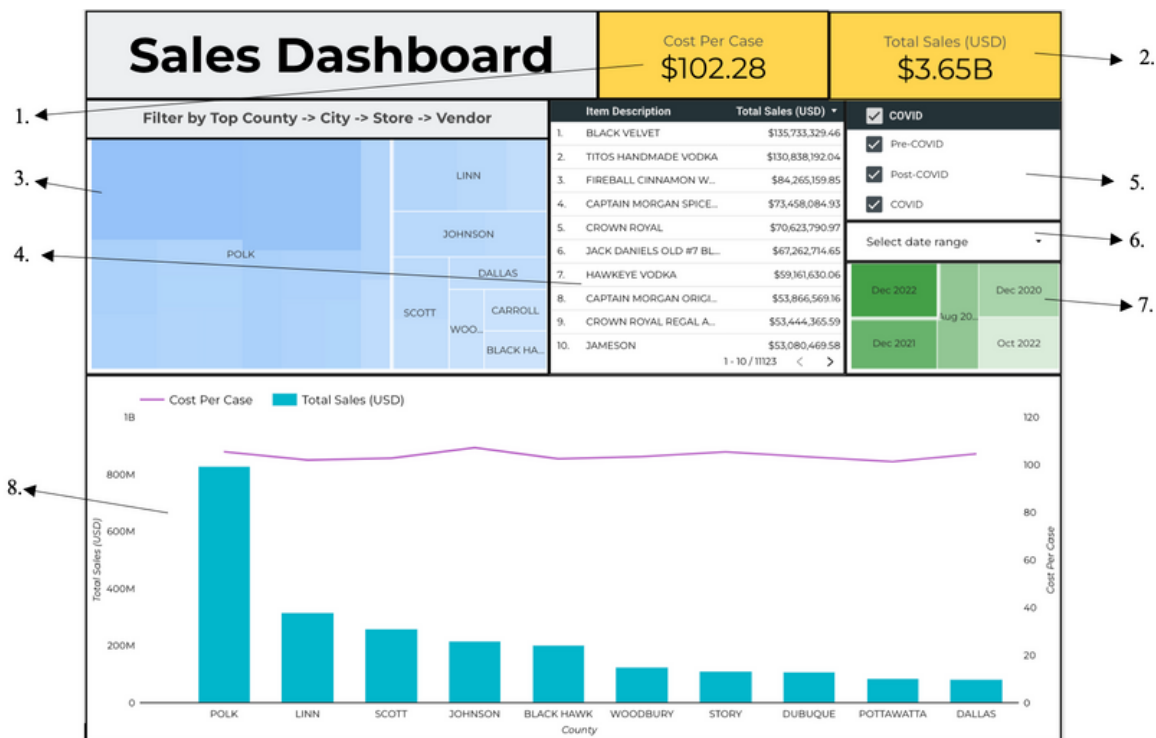 Sales Dashboard
Cost Per Case
$102.28
Total Sales (USD)
$3.65B
2.
1.
Filter by Top County -> City -> Store -> Vendor
3.
POLK
LINN
JOHNSON
DALLAS
SCOTT
WOO...
CARROLL
BLACK HA...
4.
Item Description Total Sales (USD)
1. BLACK VELVET $135,733,329.46
2. TITOS HANDMADE VODKA $130,838,192.04
3. FIREBALL CINNAMON W... $84,265,159.85
4. CAPTAIN MORGAN SPICE... $73,458,084.93
5. CROWN ROYAL $70,623,790.97
6. JACK DANIELS OLD #7 BL... $67,262,714.65
7. HAWKEYE VODKA $59,161,630.06
8. CAPTAIN MORGAN ORIGI... $53,866,569.16
9. CROWN ROYAL REGAL A... $53,444,365.59
10. JAMESON $53,080,469.58
1 - 10 / 11123 < >
COVID
Pre-COVID
Post-COVID
COVID
5.
Select date range
6.
Dec 2022
Aug 20...
Dec 2020
Dec 2021
Oct 2022
7.
8.
Cost Per Case Total Sales (USD)
1B
800M
600M
400M
200M
0
Total Sales (USD)
120
100
80
60
40
20
0
Cost Per Case
POLK LINN SCOTT JOHNSON BLACK HAWK WOODBURY STORY DUBUQUE POTTAWATTA DALLAS
County